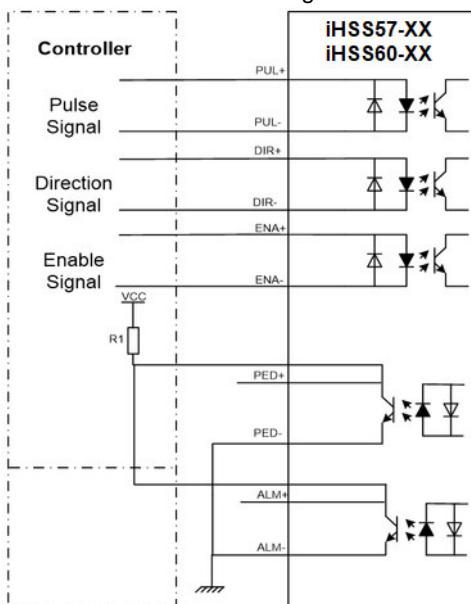 iHSS57-XX
iHSS60-XX
Controller
PUL+
Pulse
Signal
PUL-
DIR+
Direction
Signal
DIR-
ENA+
Enable
Signal
ENA-
VCC
R1
PED+
PED-
ALM+
ALM-